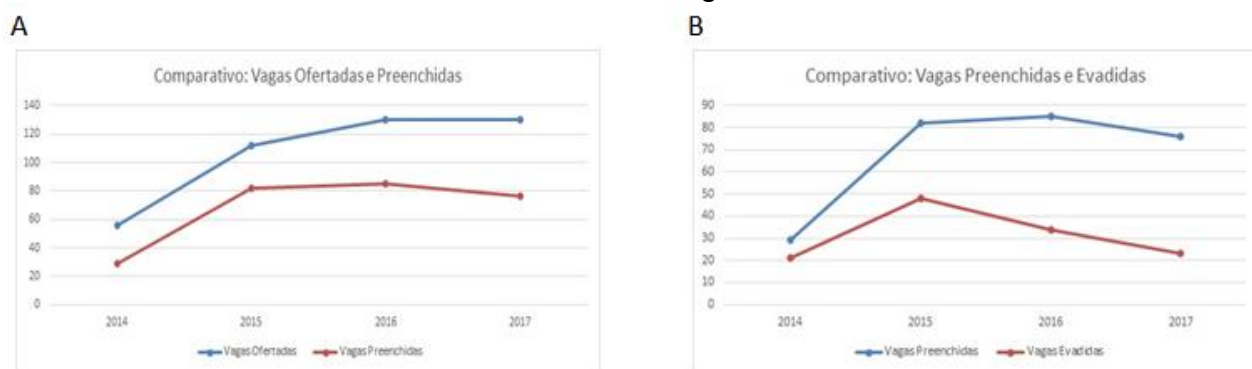 A
B
Comparativo: Vagas Ofertadas e Preenchidas
140
120
100
80
60
40
20
0
2014 2015 2016 2017
Vagas Ofertadas Vagas Preenchidas
Comparativo: Vagas Preenchidas e Evadidas
90
80
70
60
50
40
30
20
10
0
2014 2015 2016 2017
Vagas Preenchidas Vagas Evadidas